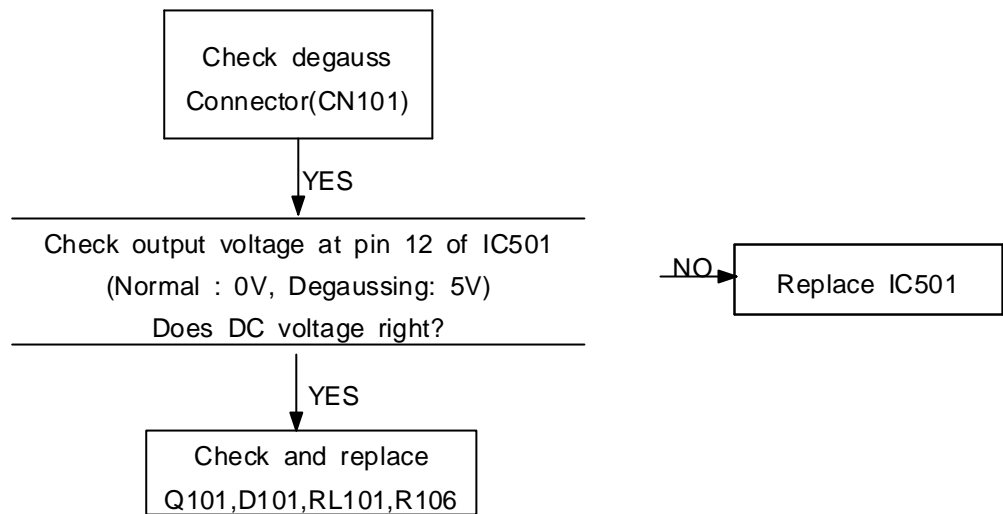 Check degauss
Connector(CN101)
YES
Check output voltage at pin 12 of IC501
(Normal : 0V, Degaussing: 5V)
Does DC voltage right?
NO
Replace IC501
YES
Check and replace
Q101,D101,RL101,R106